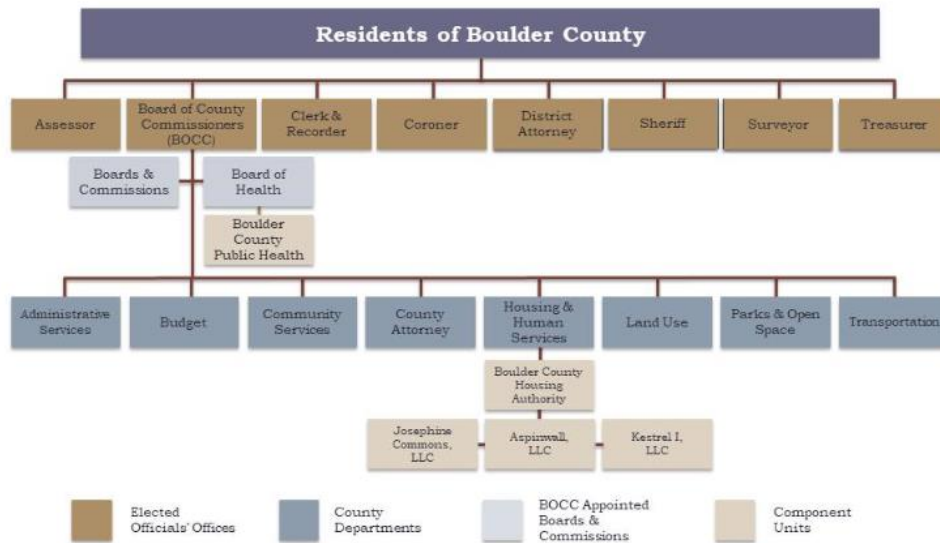 Residents of Boulder County
Assessor
Board of County
Commissioners
(BOCC)
Clerk &
Recorder
Coroner
District
Attorney
Sheriff
Surveyor
Treasurer
Boards &
Commissions
Board of
Health
Boulder
County
Public Health
Administrative
Services
Budget
Community
Services
County
Attorney
Housing &
Human
Services
Land Use
Parks & Open
Space
Transportation
Boulder County
Housing
Authority
Josephine
Commons,
LLC
Aspinwall,
LLC
Kestrel I,
LLC
Elected
Officials' Offices
County
Departments
BOCC Appointed
Boards &
Commissions
Component
Units